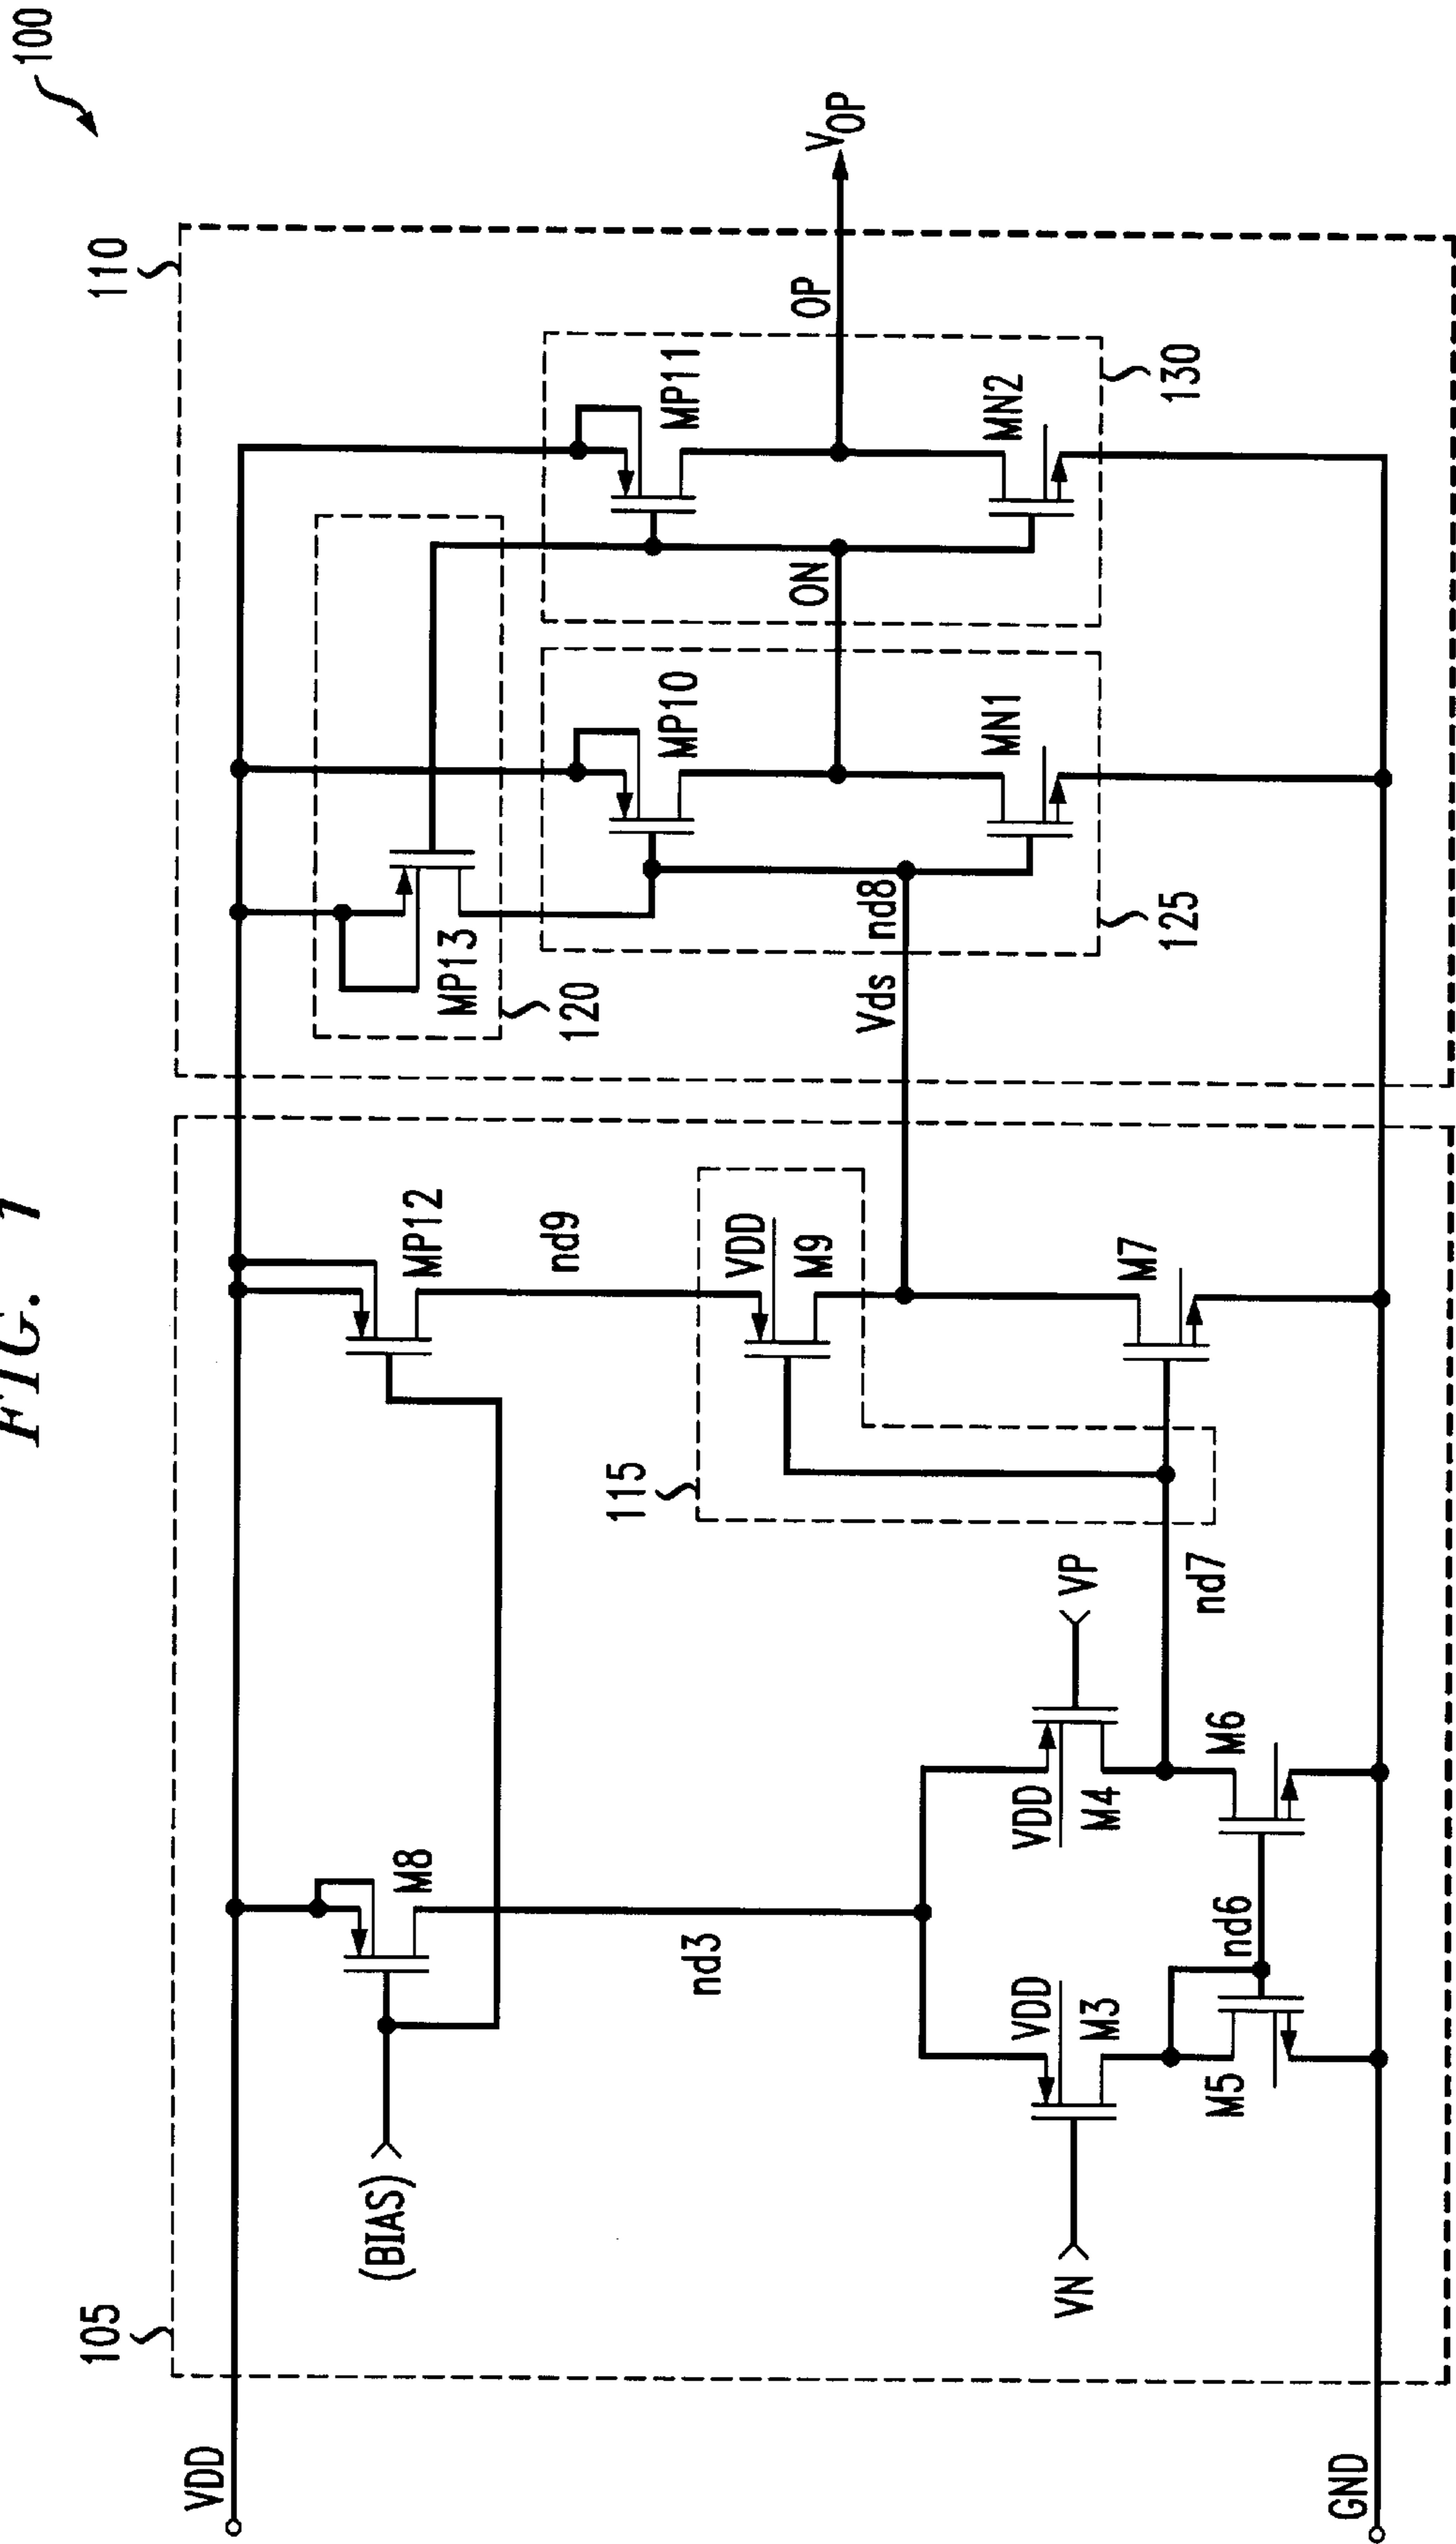 FIG. 1
100
105
110
VDD
(BIAS)
M8
MP12
nd3
nd9
115
VDD
M9
VN
VDD
M3
VDD
M4
VP
nd7
M7
M5
nd6
M6
GND
Vds
nd8
120
MP13
MP10
MN1
125
ON
MP11
MN2
130
OP
VOP